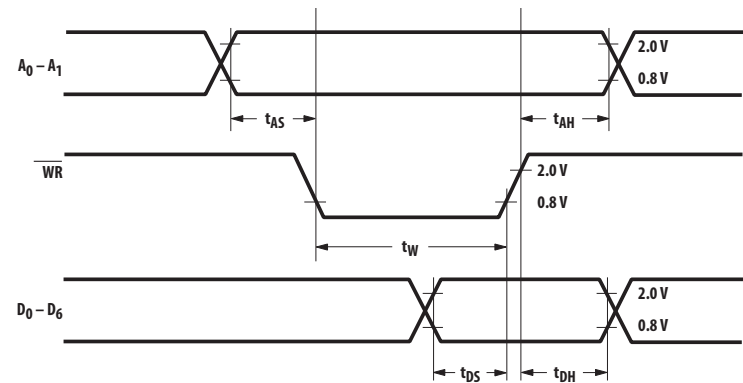 A0 – A1
2.0 V
0.8 V
tAS
tAH
WR
2.0 V
0.8 V
tW
D0 – D6
2.0 V
0.8 V
tDS
tDH